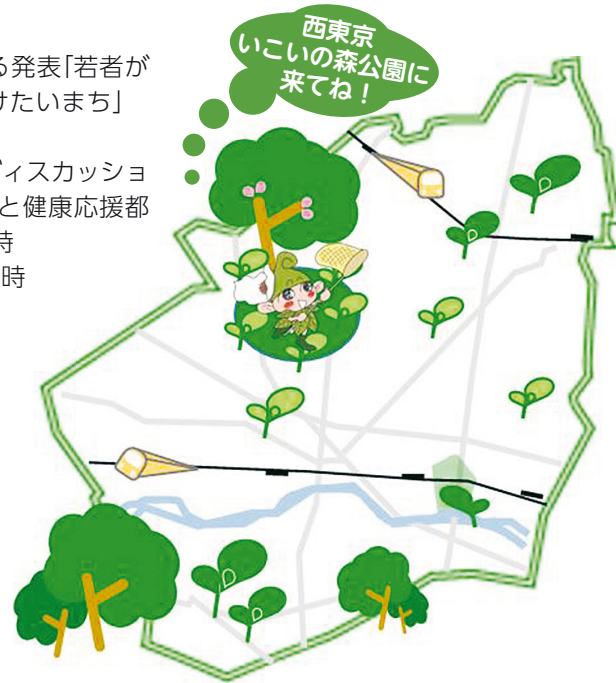 る発表「若者が
けたいまち」
ディスカッショ
と健康応援都
時
時
西東京
いこいの森公園に
来てね！